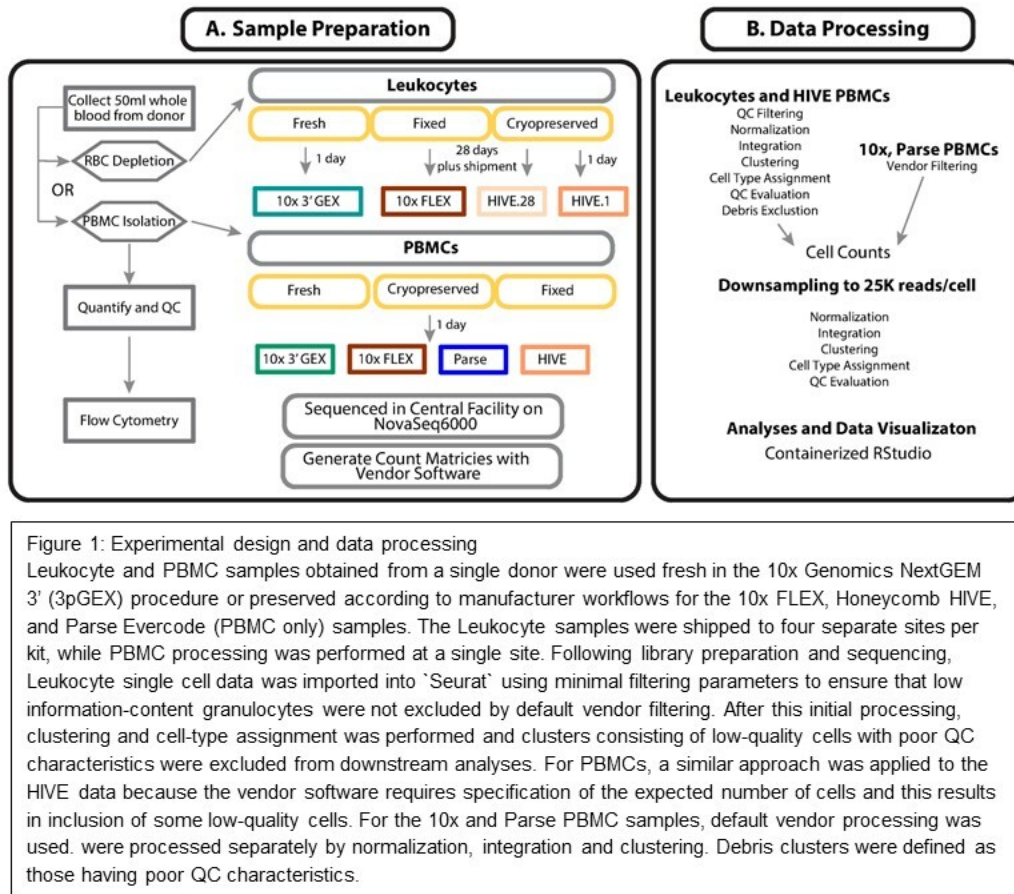 A. Sample Preparation
Collect 50ml whole
blood from donor
RBC Depletion
OR
PBMC Isolation
Quantify and QC
Flow Cytometry
Leukocytes
Fresh
Fixed
Cryopreserved
1 day
28 days
plus shipment
1 day
10x 3' GEX
10x FLEX
HIVE.28
HIVE.1
PBMCs
Fresh
Cryopreserved
Fixed
1 day
10x 3' GEX
10x FLEX
Parse
HIVE
Sequenced in Central Facility on
NovaSeq6000
Generate Count Matricies with
Vendor Software
B. Data Processing
Leukocytes and HIVE PBMCs
QC Filtering
Normalization
Integration
Clustering
Cell Type Assignment
QC Evaluation
Debris Exclustion
10x, Parse PBMCs
Vendor Filtering
Cell Counts
Downsampling to 25K reads/cell
Normalization
Integration
Clustering
Cell Type Assignment
QC Evaluation
Analyses and Data Visualizaton
Containerized RStudio
Figure 1: Experimental design and data processing
Leukocyte and PBMC samples obtained from a single donor were used fresh in the 10x Genomics NextGEM
3' (3pGEX) procedure or preserved according to manufacturer workflows for the 10x FLEX, Honeycomb HIVE,
and Parse Evercode (PBMC only) samples. The Leukocyte samples were shipped to four separate sites per
kit, while PBMC processing was performed at a single site. Following library preparation and sequencing,
Leukocyte single cell data was imported into `Seurat` using minimal filtering parameters to ensure that low
information-content granulocytes were not excluded by default vendor filtering. After this initial processing,
clustering and cell-type assignment was performed and clusters consisting of low-quality cells with poor QC
characteristics were excluded from downstream analyses. For PBMCs, a similar approach was applied to the
HIVE data because the vendor software requires specification of the expected number of cells and this results
in inclusion of some low-quality cells. For the 10x and Parse PBMC samples, default vendor processing was
used. were processed separately by normalization, integration and clustering. Debris clusters were defined as
those having poor QC characteristics.